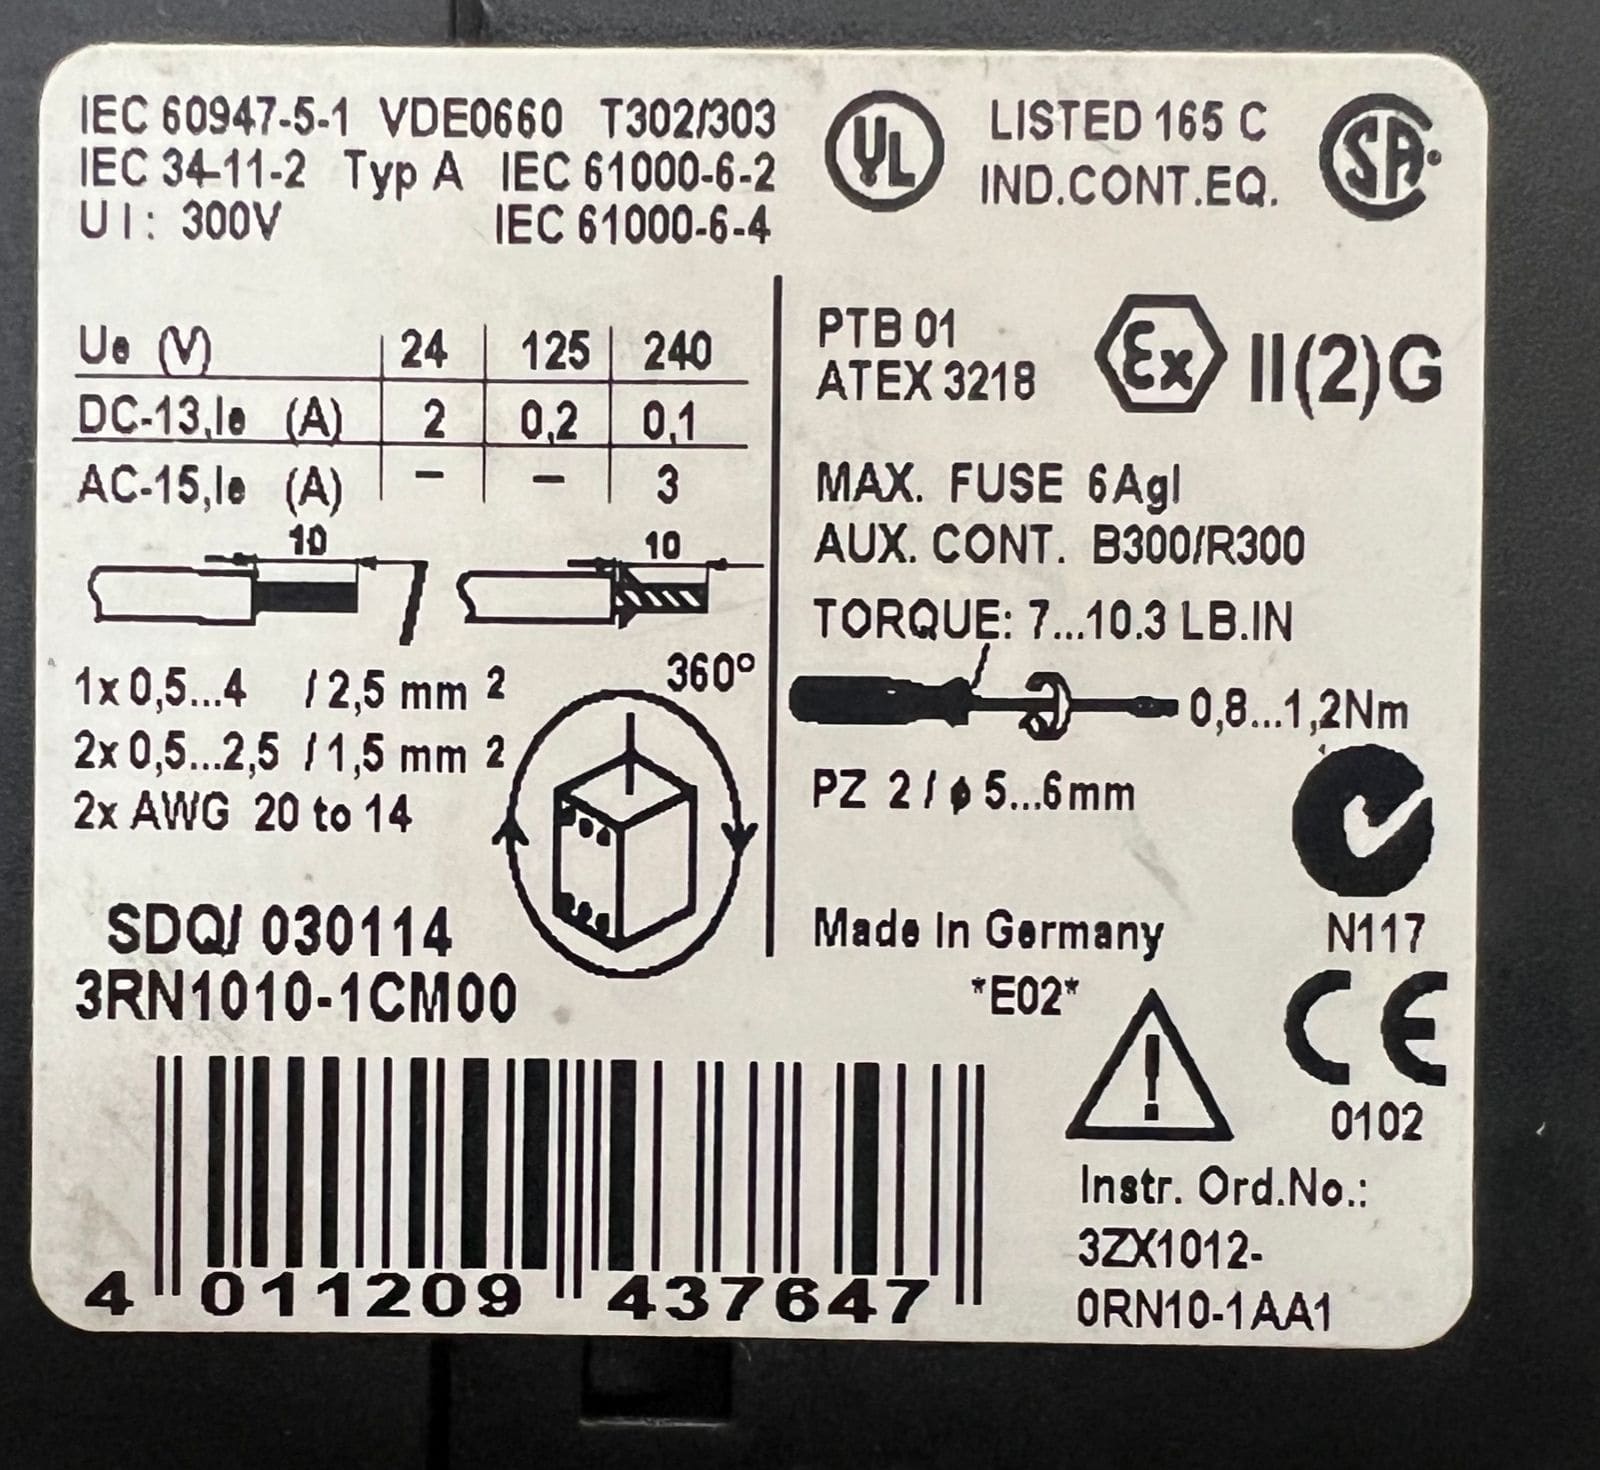 IEC 60947-5-1 VDE0660 T302/303
IEC 34-11-2 Typ A IEC 61000-6-2
UI: 300V IEC 61000-6-4
UL LISTED 165 C
IND.CONT.EQ.
SA
Ue (V) 24 125 240
DC-13,Ie (A) 2 0,2 0,1
AC-15,Ie (A) – – 3
10 10
1x 0,5...4 / 2,5 mm 2
2x 0,5...2,5 / 1,5 mm 2
2x AWG 20 to 14
360°
SDQ/ 030114
3RN1010-1CM00
PTB 01
ATEX 3218
Ex II(2)G
MAX. FUSE 6Agl
AUX. CONT. B300/R300
TORQUE: 7...10.3 LB.IN
0,8...1,2Nm
PZ 2 / ϕ 5...6mm
N117
Made In Germany
*E02*
!
CE
0102
Instr. Ord.No.:
3ZX1012-
0RN10-1AA1
4 011209 437647